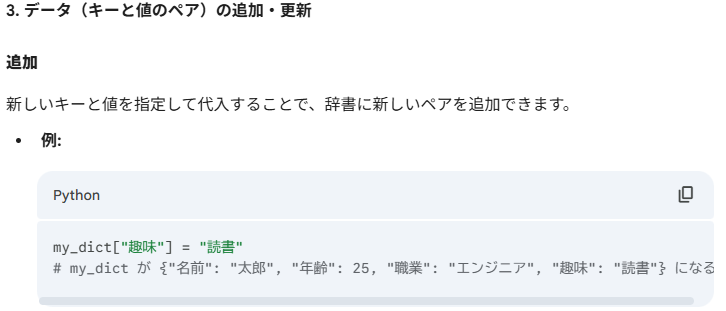 3. データ（キーと値のペア）の追加・更新
追加
新しいキーと値を指定して代入することで、辞書に新しいペアを追加できます。
• 例:
Python
my_dict["趣味"] = "読書"
# my_dict が {"名前": "太郎", "年齢": 25, "職業": "エンジニア", "趣味": "読書"} になる